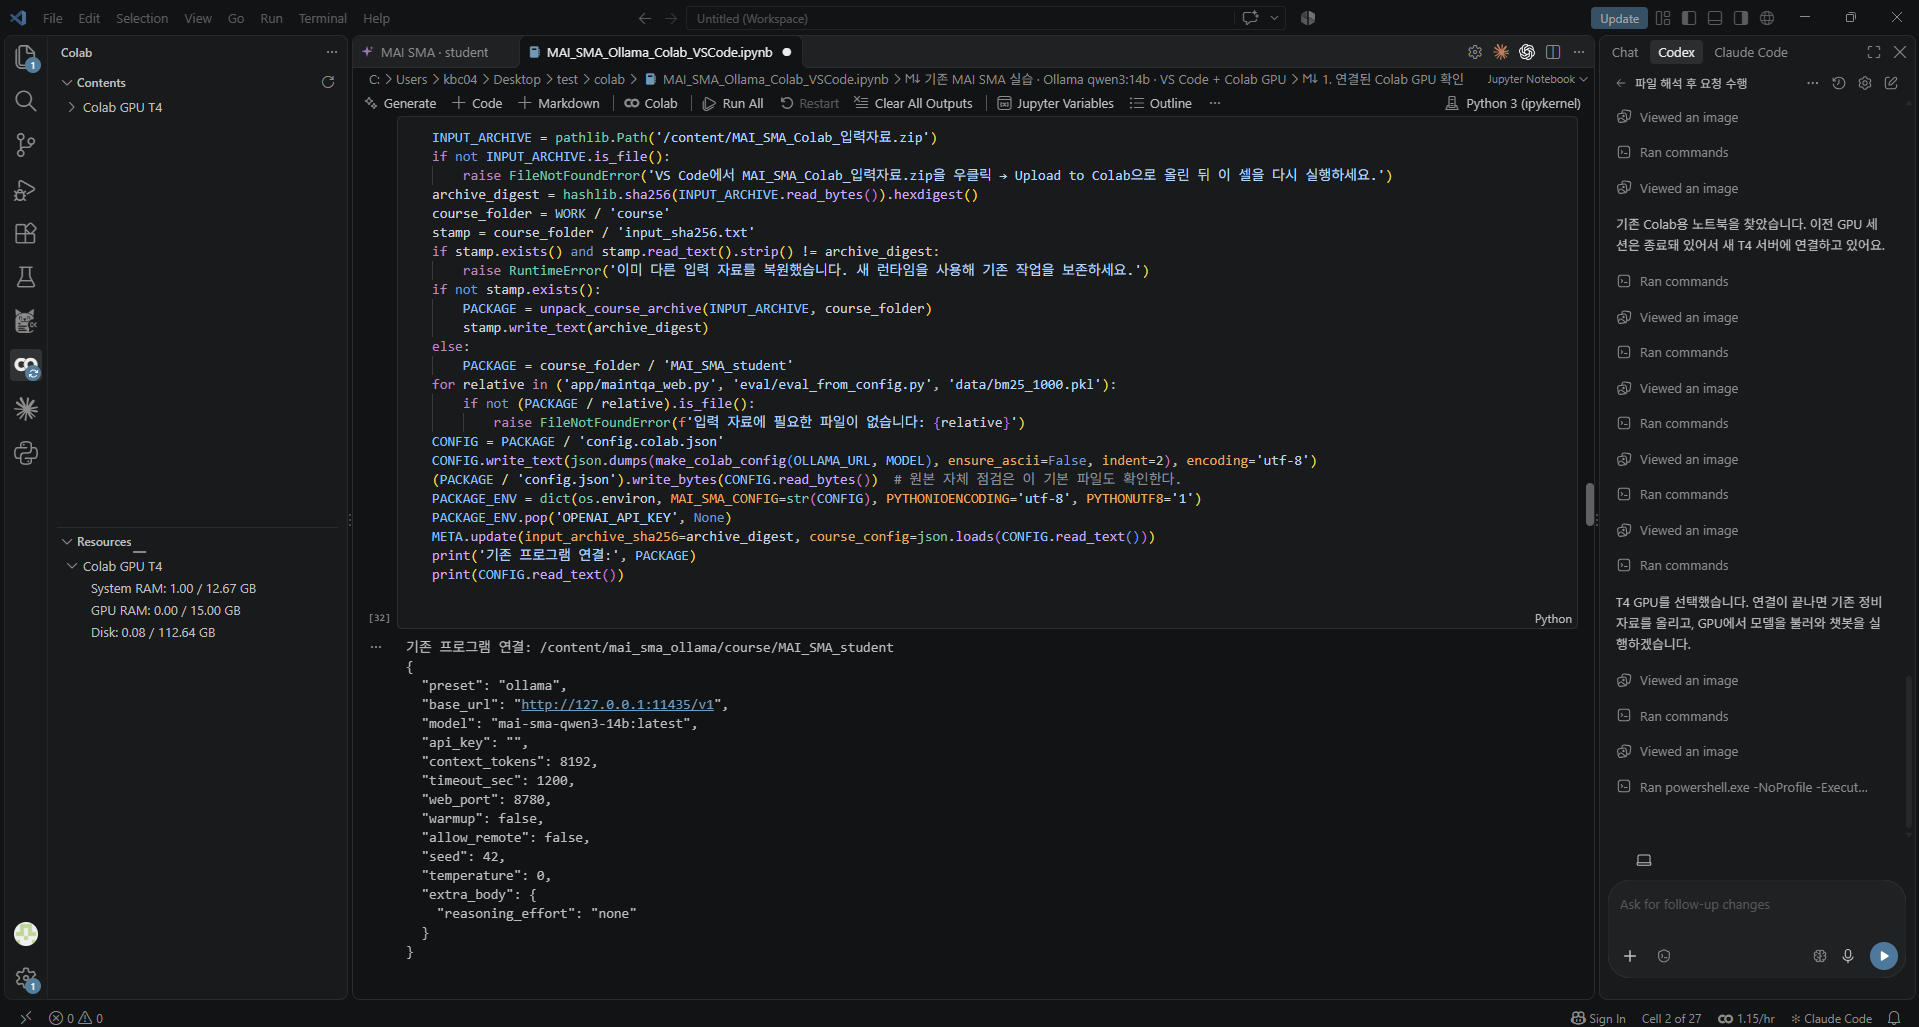 File Edit Selection View Go Run Terminal Help
Untitled (Workspace)
Update
Colab
Contents
Colab GPU T4
Resources
Colab GPU T4
System RAM: 1.00 / 12.67 GB
GPU RAM: 0.00 / 15.00 GB
Disk: 0.08 / 112.64 GB
MAI SMA · student
MAI_SMA_Ollama_Colab_VSCode.ipynb
C: > Users > kbc04 > Desktop > test > colab > MAI_SMA_Ollama_Colab_VSCode.ipynb > M↓ 기존 MAI SMA 실습 · Ollama qwen3:14b · VS Code + Colab GPU > M↓ 1. 연결된 Colab GPU 확인
Jupyter Notebook
Generate + Code + Markdown Colab Run All Restart Clear All Outputs Jupyter Variables Outline ...
Python 3 (ipykernel)
INPUT_ARCHIVE = pathlib.Path('/content/MAI_SMA_Colab_입력자료.zip')
if not INPUT_ARCHIVE.is_file():
    raise FileNotFoundError('VS Code에서 MAI_SMA_Colab_입력자료.zip을 우클릭 → Upload to Colab으로 올린 뒤 이 셀을 다시 실행하세요.')
archive_digest = hashlib.sha256(INPUT_ARCHIVE.read_bytes()).hexdigest()
course_folder = WORK / 'course'
stamp = course_folder / 'input_sha256.txt'
if stamp.exists() and stamp.read_text().strip() != archive_digest:
    raise RuntimeError('이미 다른 입력 자료를 복원했습니다. 새 런타임을 사용해 기존 작업을 보존하세요.')
if not stamp.exists():
    PACKAGE = unpack_course_archive(INPUT_ARCHIVE, course_folder)
    stamp.write_text(archive_digest)
else:
    PACKAGE = course_folder / 'MAI_SMA_student'
for relative in ('app/maintqa_web.py', 'eval/eval_from_config.py', 'data/bm25_1000.pkl'):
    if not (PACKAGE / relative).is_file():
        raise FileNotFoundError(f'입력 자료에 필요한 파일이 없습니다: {relative}')
CONFIG = PACKAGE / 'config.colab.json'
CONFIG.write_text(json.dumps(make_colab_config(OLLAMA_URL, MODEL), ensure_ascii=False, indent=2), encoding='utf-8')
(PACKAGE / 'config.json').write_bytes(CONFIG.read_bytes())  # 원본 자체 점검은 이 기본 파일도 확인한다.
PACKAGE_ENV = dict(os.environ, MAI_SMA_CONFIG=str(CONFIG), PYTHONIOENCODING='utf-8', PYTHONUTF8='1')
PACKAGE_ENV.pop('OPENAI_API_KEY', None)
META.update(input_archive_sha256=archive_digest, course_config=json.loads(CONFIG.read_text()))
print('기존 프로그램 연결:', PACKAGE)
print(CONFIG.read_text())
[32]
Python
기존 프로그램 연결: /content/mai_sma_ollama/course/MAI_SMA_student
{
  "preset": "ollama",
  "base_url": "http://127.0.0.1:11435/v1",
  "model": "mai-sma-qwen3-14b:latest",
  "api_key": "",
  "context_tokens": 8192,
  "timeout_sec": 1200,
  "web_port": 8780,
  "warmup": false,
  "allow_remote": false,
  "seed": 42,
  "temperature": 0,
  "extra_body": {
    "reasoning_effort": "none"
  }
}
Chat Codex Claude Code
파일 해석 후 요청 수행
Viewed an image
Ran commands
Viewed an image
기존 Colab용 노트북을 찾았습니다. 이전 GPU 세
션은 종료돼 있어서 새 T4 서버에 연결하고 있어요.
Ran commands
Viewed an image
Ran commands
Viewed an image
Ran commands
Viewed an image
Ran commands
Viewed an image
Ran commands
T4 GPU를 선택했습니다. 연결이 끝나면 기존 정비
자료를 올리고, GPU에서 모델을 불러와 챗봇을 실
행하겠습니다.
Viewed an image
Ran commands
Viewed an image
Ran powershell.exe -NoProfile -Execut...
Ask for follow-up changes
0 0
Sign In Cell 2 of 27 1.15/hr Claude Code